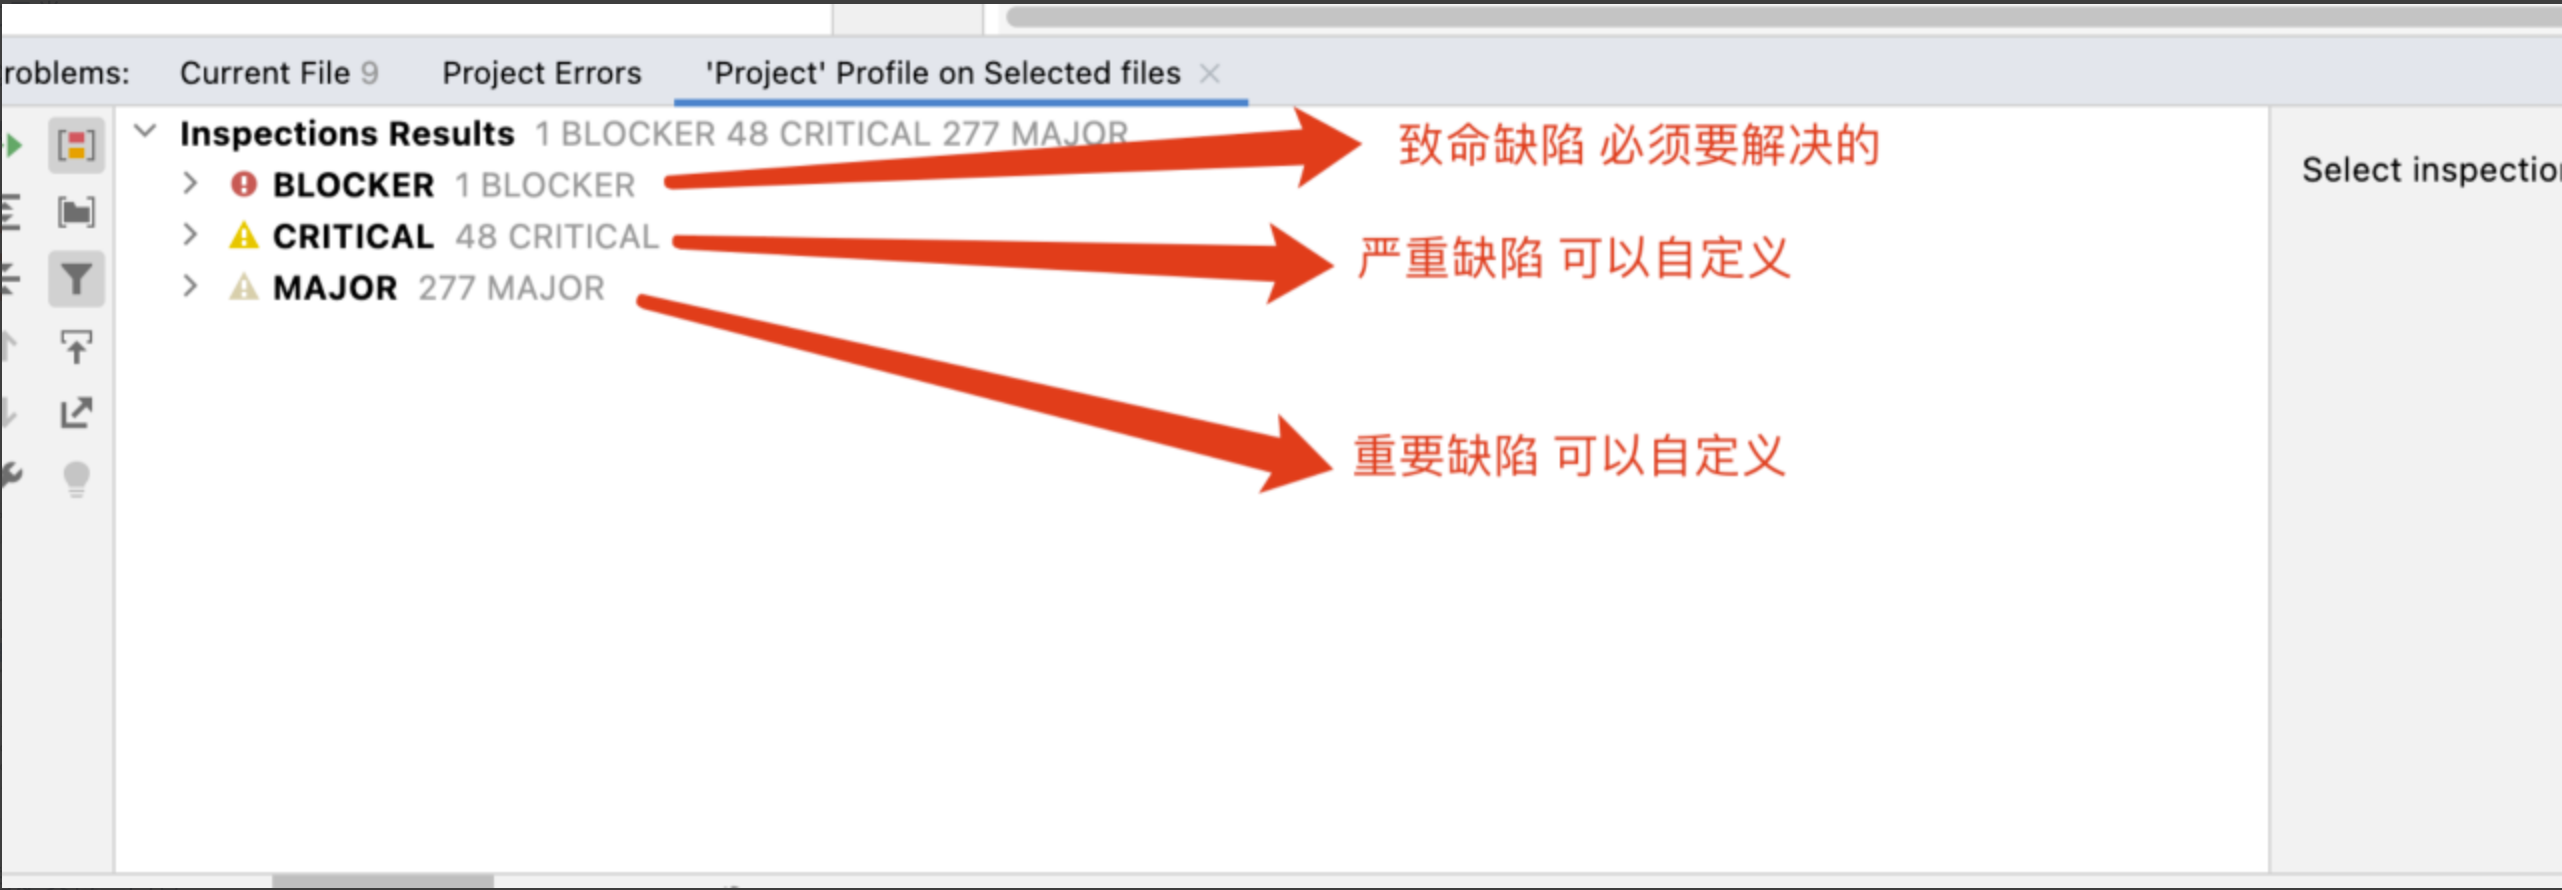 roblems: Current File 9 Project Errors 'Project' Profile on Selected files
Inspections Results 1 BLOCKER 48 CRITICAL 277 MAJOR
致命缺陷 必须要解决的
BLOCKER 1 BLOCKER
Select inspectio
CRITICAL 48 CRITICAL
严重缺陷 可以自定义
MAJOR 277 MAJOR
重要缺陷 可以自定义